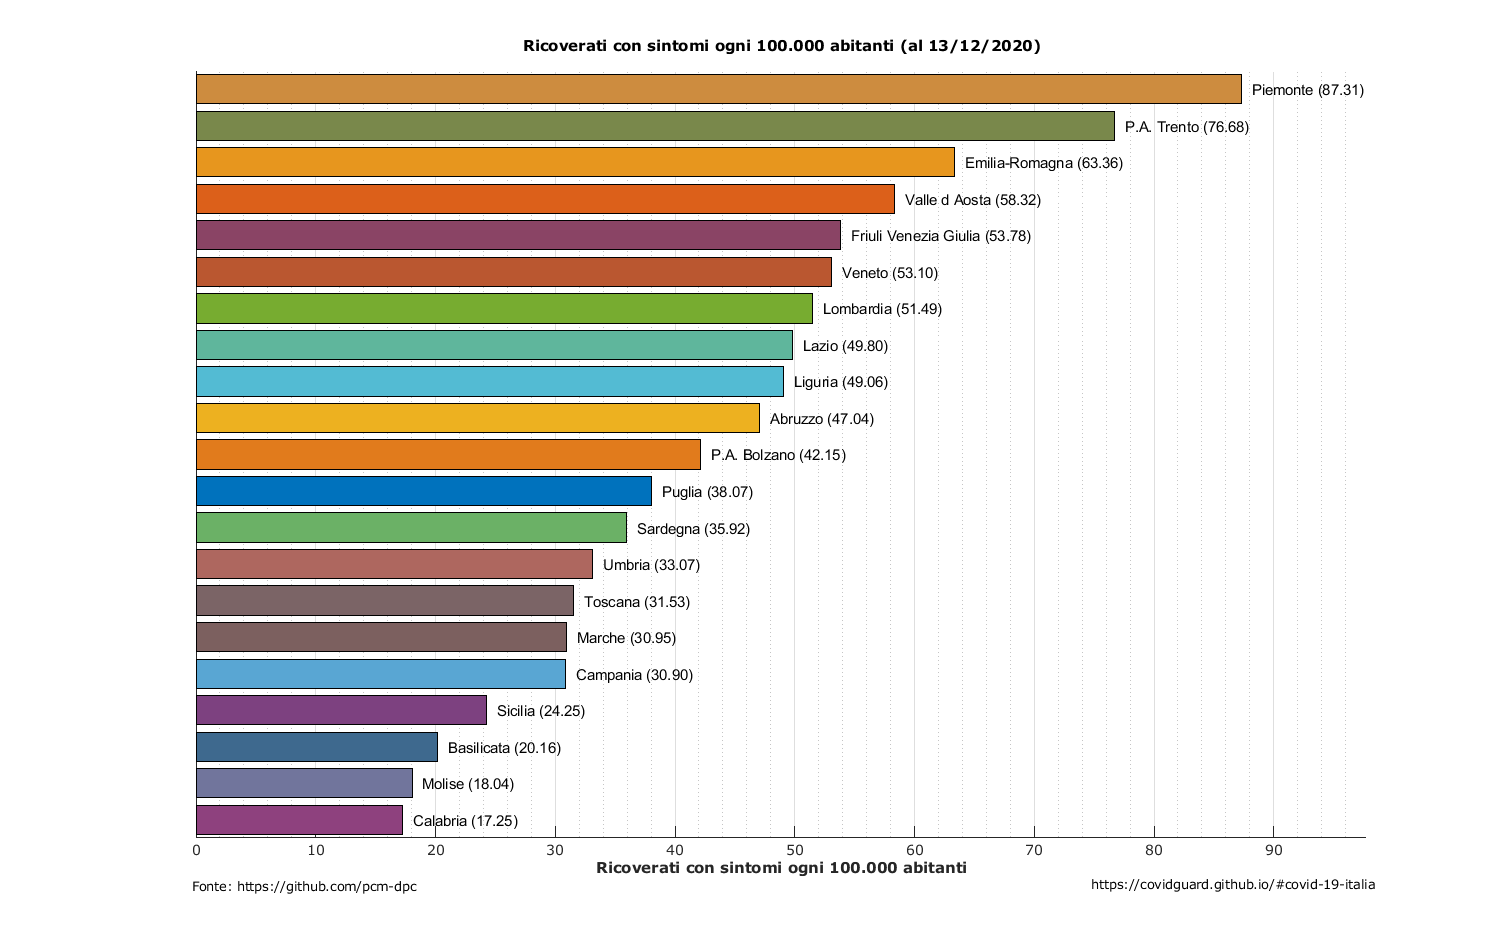 Ricoverati con sintomi ogni 100.000 abitanti (al 13/12/2020)
Piemonte (87.31)
P.A. Trento (76.68)
Emilia-Romagna (63.36)
Valle d Aosta (58.32)
Friuli Venezia Giulia (53.78)
Veneto (53.10)
Lombardia (51.49)
Lazio (49.80)
Liguria (49.06)
Abruzzo (47.04)
P.A. Bolzano (42.15)
Puglia (38.07)
Sardegna (35.92)
Umbria (33.07)
Toscana (31.53)
Marche (30.95)
Campania (30.90)
Sicilia (24.25)
Basilicata (20.16)
Molise (18.04)
Calabria (17.25)
0 10 20 30 40 50 60 70 80 90
Ricoverati con sintomi ogni 100.000 abitanti
Fonte: https://github.com/pcm-dpc
https://covidguard.github.io/#covid-19-italia